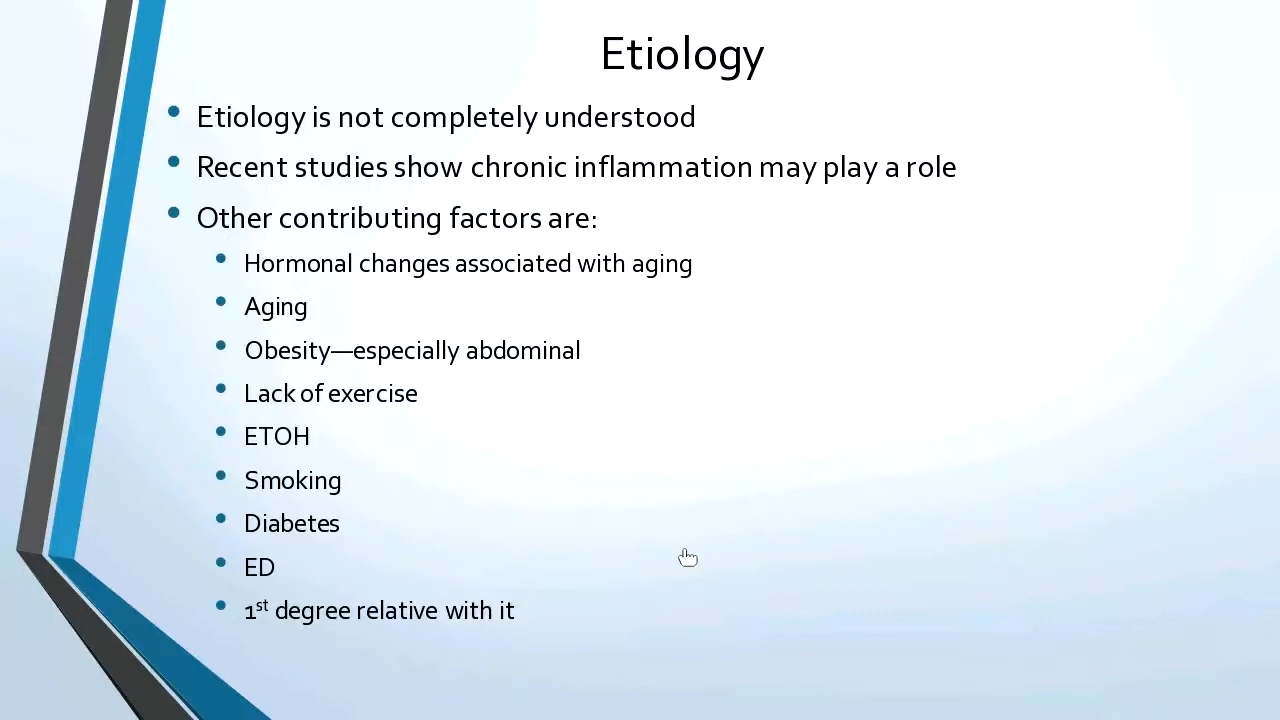 Etiology
• Etiology is not completely understood
• Recent studies show chronic inflammation may play a role
• Other contributing factors are:
• Hormonal changes associated with aging
• Aging
• Obesity—especially abdominal
• Lack of exercise
• ETOH
• Smoking
• Diabetes
• ED
• 1st degree relative with it